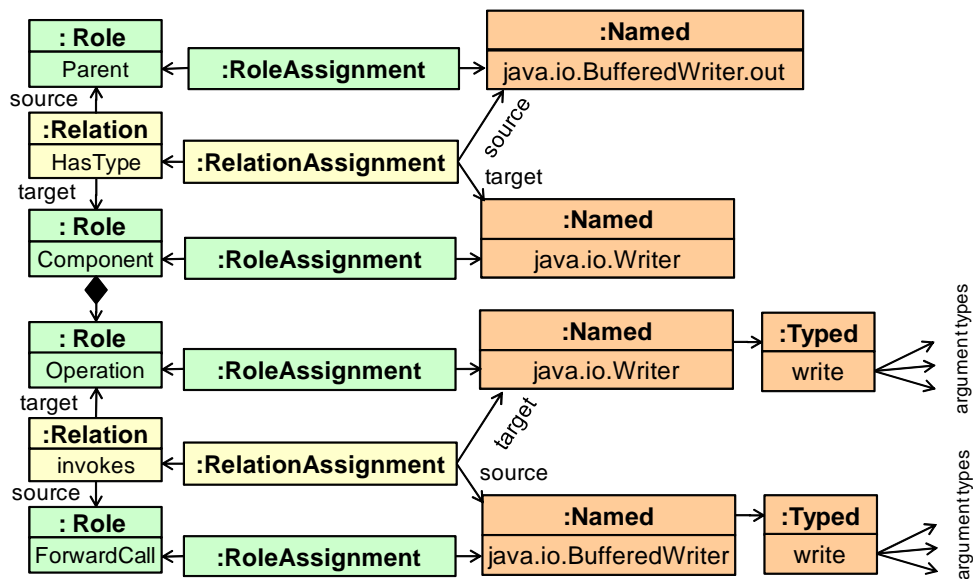 : Role
Parent
:RoleAssignment
:Named
java.io.BufferedWriter.out
source
:Relation
HasType
:RelationAssignment
source
target
target
: Role
Component
:RoleAssignment
:Named
java.io.Writer
: Role
Operation
:RoleAssignment
:Named
java.io.Writer
:Typed
write
argument types
target
:Relation
invokes
:RelationAssignment
target
source
source
: Role
ForwardCall
:RoleAssignment
:Named
java.io.BufferedWriter
:Typed
write
argument types